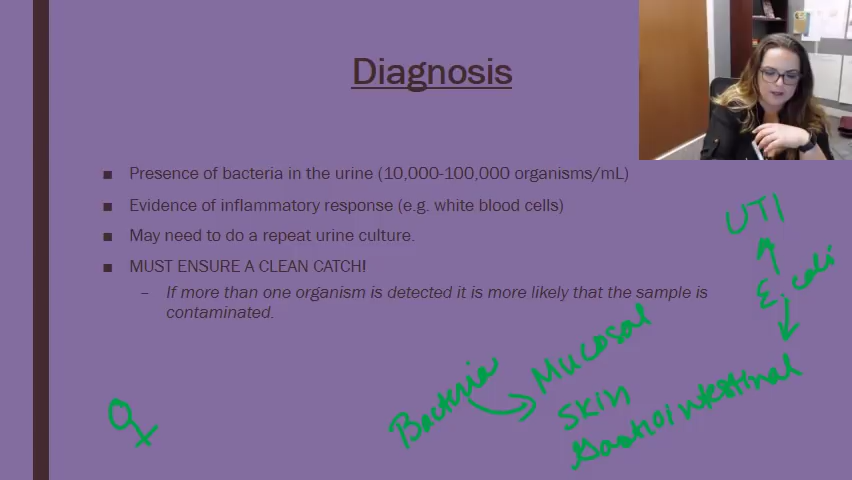 Diagnosis
Presence of bacteria in the urine (10,000-100,000 organisms/mL)
Evidence of inflammatory response (e.g. white blood cells)
May need to do a repeat urine culture.
MUST ENSURE A CLEAN CATCH!
– If more than one organism is detected it is more likely that the sample is
contaminated.
UTI
E. coli
Bacteria
Mucosal
Skin
Gastrointestinal